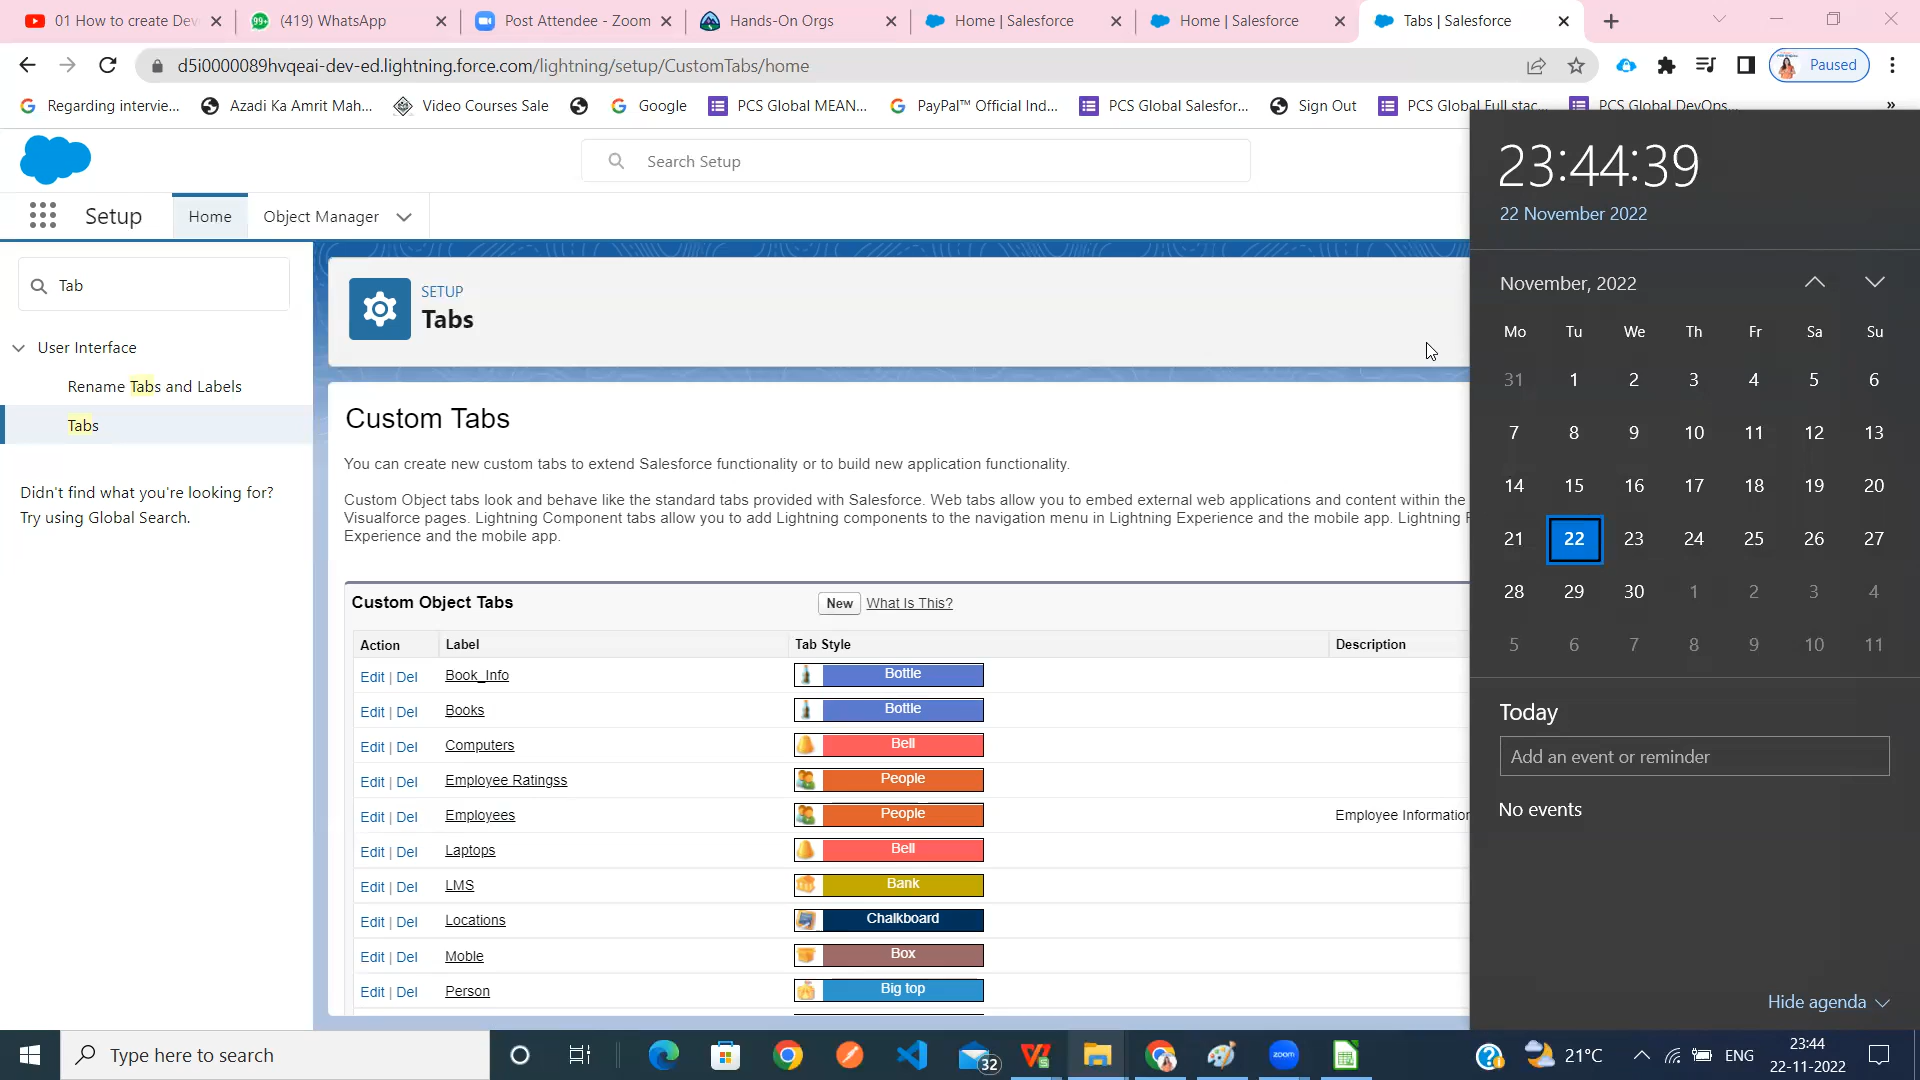 01 How to create Dev
99+
(419) WhatsApp
Post Attendee - Zoom
Hands-On Orgs
Home | Salesforce
Home | Salesforce
Tabs | Salesforce
d5i0000089hvqeai-dev-ed.lightning.force.com/lightning/setup/CustomTabs/home
Paused
Regarding intervie...
Azadi Ka Amrit Mah...
Video Courses Sale
Google
PCS Global MEAN...
PayPal™ Official Ind...
PCS Global Salesfor...
Sign Out
PCS Global Full stac...
PCS Global DevOps...
»
Search Setup
Setup
Home
Object Manager
Tab
User Interface
Rename Tabs and Labels
Tabs
Didn't find what you're looking for?
Try using Global Search.
SETUP
Tabs
Custom Tabs
You can create new custom tabs to extend Salesforce functionality or to build new application functionality.
Custom Object tabs look and behave like the standard tabs provided with Salesforce. Web tabs allow you to embed external web applications and content within the
Visualforce pages. Lightning Component tabs allow you to add Lightning components to the navigation menu in Lightning Experience and the mobile app. Lightning
Experience and the mobile app.
Custom Object Tabs
New
What Is This?
Action Label Tab Style Description
Edit | Del Book_Info Bottle
Edit | Del Books Bottle
Edit | Del Computers Bell
Edit | Del Employee Ratingss People
Edit | Del Employees People Employee Information
Edit | Del Laptops Bell
Edit | Del LMS Bank
Edit | Del Locations Chalkboard
Edit | Del Moble Box
Edit | Del Person Big top
23:44:39
22 November 2022
November, 2022
Mo Tu We Th Fr Sa Su
31 1 2 3 4 5 6
7 8 9 10 11 12 13
14 15 16 17 18 19 20
21 22 23 24 25 26 27
28 29 30 1 2 3 4
5 6 7 8 9 10 11
Today
Add an event or reminder
No events
Hide agenda
Type here to search
32
zoom
21°C
ENG
23:44
22-11-2022